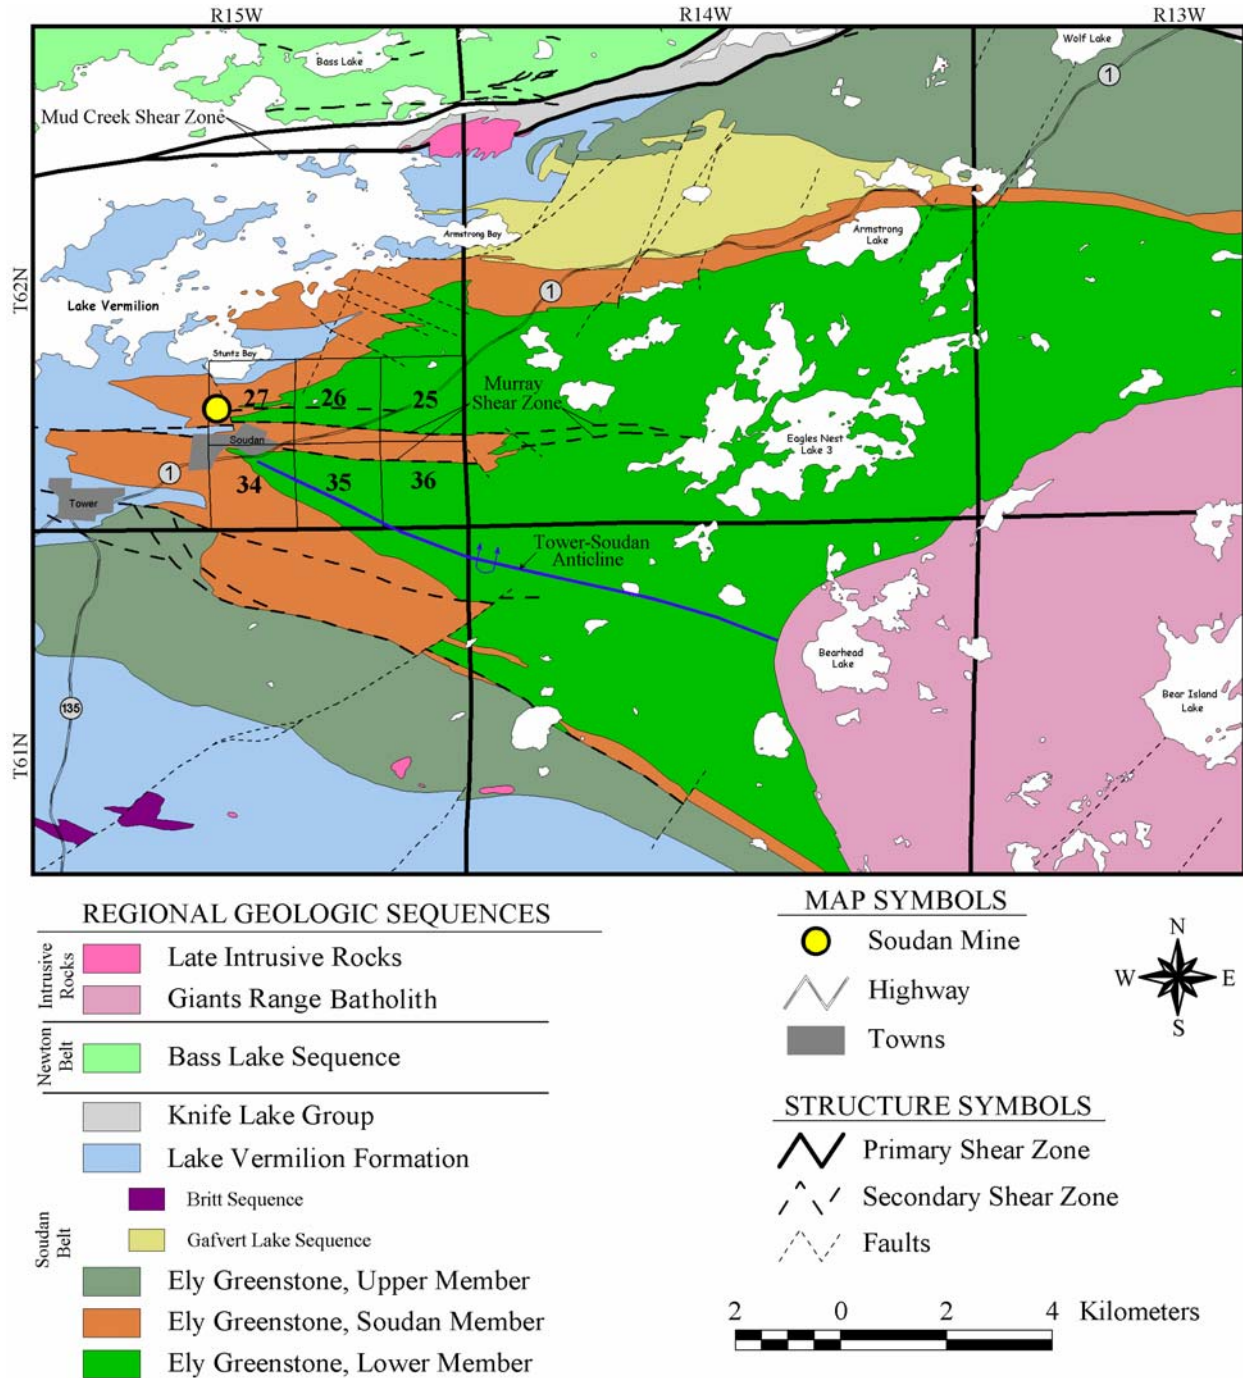 R15W
R14W
R13W
Bass Lake
Wolf Lake
1
Mud Creek Shear Zone
Armstrong Bay
Armstrong
Lake
T62N
Lake Vermilion
1
Stuntz Bay
27
26
25
Murray
Shear Zone
Soudan
Eagles Nest
Lake 3
1
34
35
36
Tower
Tower-Soudan
Anticline
Bearhead
Lake
Bear Island
Lake
135
T61N
REGIONAL GEOLOGIC SEQUENCES
Intrusive
Rocks
Late Intrusive Rocks
Giants Range Batholith
Newton
Belt
Bass Lake Sequence
Soudan
Belt
Knife Lake Group
Lake Vermilion Formation
Britt Sequence
Gafvert Lake Sequence
Ely Greenstone, Upper Member
Ely Greenstone, Soudan Member
Ely Greenstone, Lower Member
MAP SYMBOLS
Soudan Mine
Highway
Towns
N
W
E
S
STRUCTURE SYMBOLS
Primary Shear Zone
Secondary Shear Zone
Faults
2 0 2 4 Kilometers